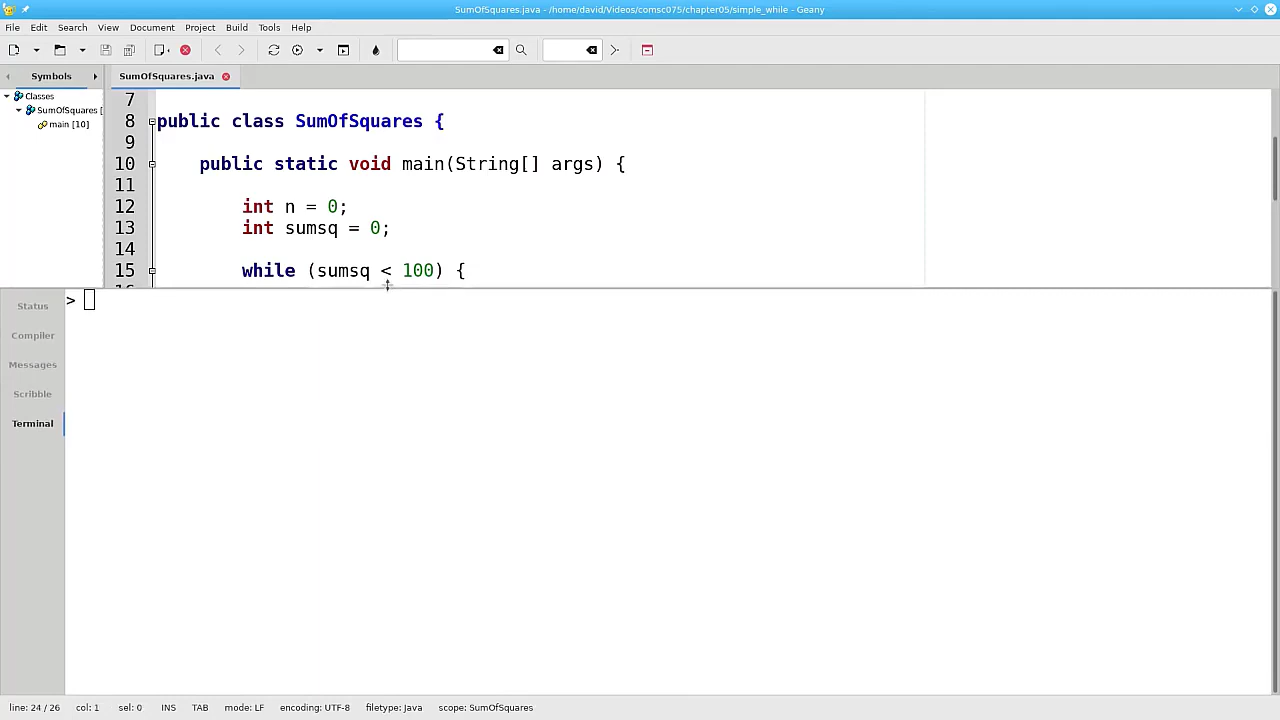 SumOfSquares.java - /home/david/Videos/comsc075/chapter05/simple_while - Geany
File Edit Search View Document Project Build Tools Help
Symbols SumOfSquares.java
Classes
SumOfSquares [
main [10]
7
8 public class SumOfSquares {
9
10 public static void main(String[] args) {
11
12 int n = 0;
13 int sumsq = 0;
14
15 while (sumsq < 100) {
>
Status
Compiler
Messages
Scribble
Terminal
line: 24 / 26 col: 1 sel: 0 INS TAB mode: LF encoding: UTF-8 filetype: Java scope: SumOfSquares